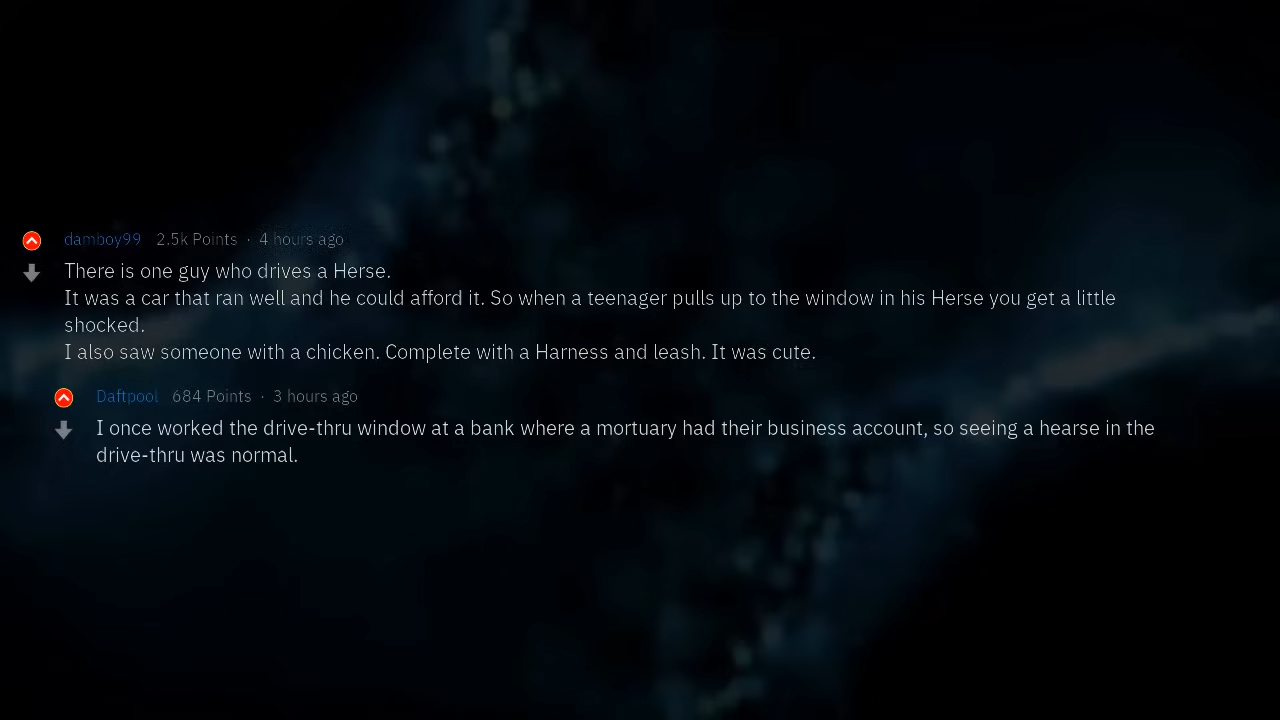 damboy99 2.5k Points · 4 hours ago
There is one guy who drives a Herse.
It was a car that ran well and he could afford it. So when a teenager pulls up to the window in his Herse you get a little
shocked.
I also saw someone with a chicken. Complete with a Harness and leash. It was cute.
Daftpool 684 Points · 3 hours ago
I once worked the drive-thru window at a bank where a mortuary had their business account, so seeing a hearse in the
drive-thru was normal.